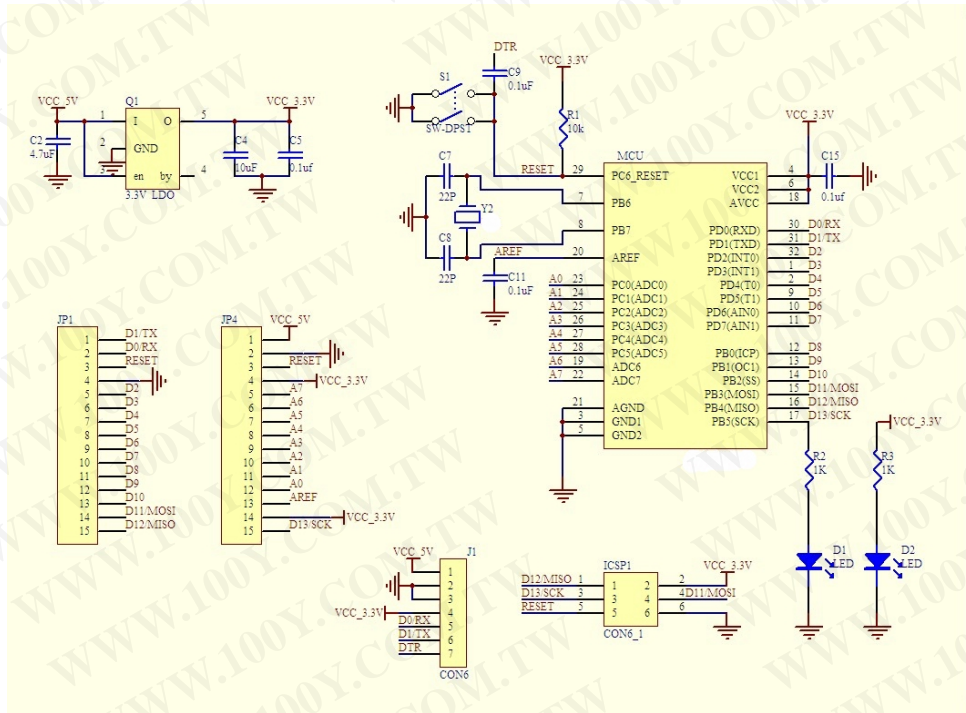 WWW.100Y.COM.TW
DTR
C9
0.1uF
VCC_3.3V
S1
SW-DPST
R1
10k
VCC_5V
Q1
VCC_3.3V
C2
4.7uF
1
2
3
I
O
GND
en
by
5
4
3.3V LDO
C4
10uF
C5
0.1uf
C7
22P
Y2
C8
22P
AREF
C11
0.1uF
RESET
MCU
VCC_3.3V
C15
0.1uf
29 PC6_RESET
7 PB6
8 PB7
20 AREF
A0 23 PC0(ADC0)
A1 24 PC1(ADC1)
A2 25 PC2(ADC2)
A3 26 PC3(ADC3)
A4 27 PC4(ADC4)
A5 28 PC5(ADC5)
A6 19 ADC6
A7 22 ADC7
21 AGND
3 GND1
5 GND2
VCC1 4
VCC2 6
AVCC 18
PD0(RXD) 30 D0/RX
PD1(TXD) 31 D1/TX
PD2(INT0) 32 D2
PD3(INT1) 1 D3
PD4(T0) 2 D4
PD5(T1) 9 D5
PD6(AIN0) 10 D6
PD7(AIN1) 11 D7
PB0(ICP) 12 D8
PB1(OC1) 13 D9
PB2(SS) 14 D10
PB3(MOSI) 15 D11/MOSI
PB4(MISO) 16 D12/MISO
PB5(SCK) 17 D13/SCK
JP1
1 D1/TX
2 D0/RX
3 RESET
4
5 D2
6 D3
7 D4
8 D5
9 D6
10 D7
11 D8
12 D9
13 D10
14 D11/MOSI
15 D12/MISO
JP4
VCC_5V
1
2
3 RESET
4 VCC_3.3V
5 A7
6 A6
7 A5
8 A4
9 A3
10 A2
11 A1
12 A0
13 AREF
14 VCC_3.3V
15 D13/SCK
VCC_5V
J1
1
2
3
VCC_3.3V 4
D0/RX 5
D1/TX 6
DTR 7
CON6
ICSP1
D12/MISO 1 1 2 2 VCC_3.3V
D13/SCK 3 3 4 4 D11/MOSI
RESET 5 5 6 6
CON6_1
VCC_3.3V
R2
1K
R3
1K
D1
LED
D2
LED